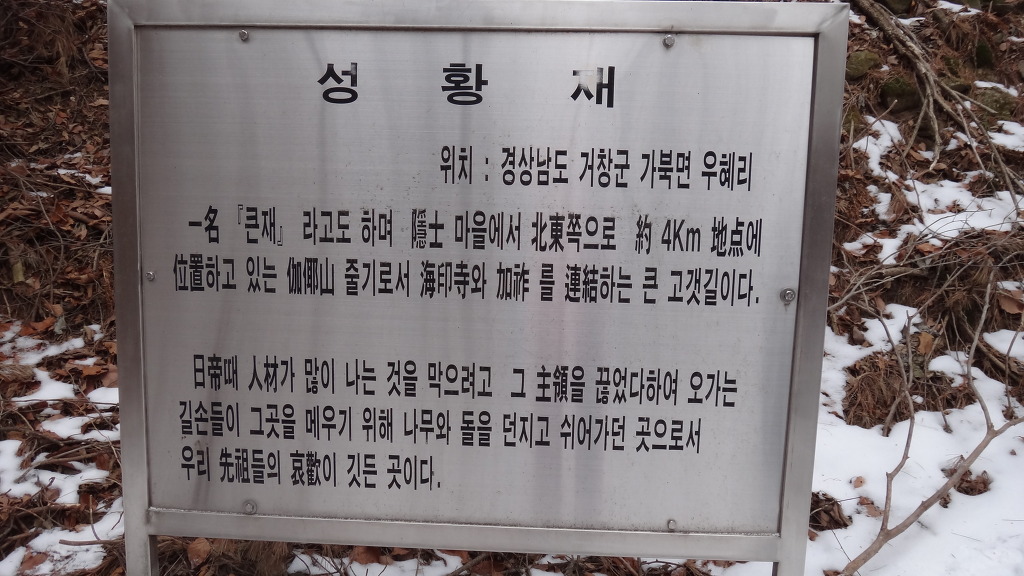 성 황 재
위치 : 경상남도 거창군 가북면 우혜리
一名 『큰재』 라고도 하며 隱士 마을에서 北東쪽으로 約 4Km 地点에
位置하고 있는 伽倻山 줄기로서 海印寺와 加祚 를 連結하는 큰 고갯길이다.
日帝때 人材가 많이 나는 것을 막으려고 그 主領을 끊었다하여 오가는
길손들이 그곳을 메우기 위해 나무와 돌을 던지고 쉬어가던 곳으로서
우리 先祖들의 哀歡이 깃든 곳이다.